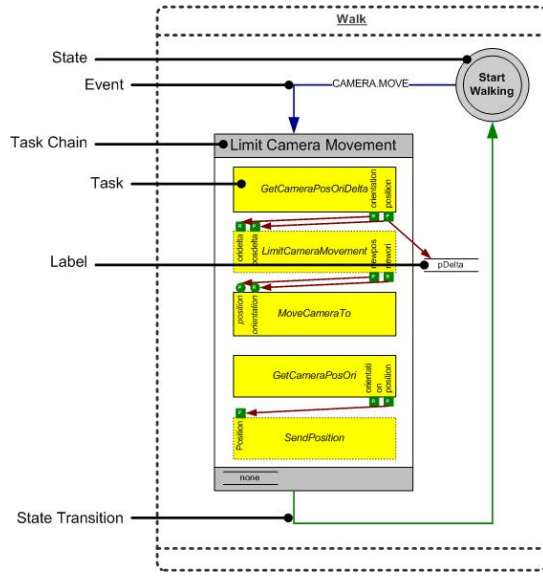 Walk
State
Start
Walking
Event
CAMERA.MOVE
Task Chain
Limit Camera Movement
Task
GetCameraPosOriDelta
orientation
position
R
P
R
P
oridelta
posdelta
LimitCameraMovement
newpos
newori
Label
pDelta
P
R
P
R
position
orientation
MoveCameraTo
GetCameraPosOri
orientati
on
position
R
P
P
Position
SendPosition
none
State Transition